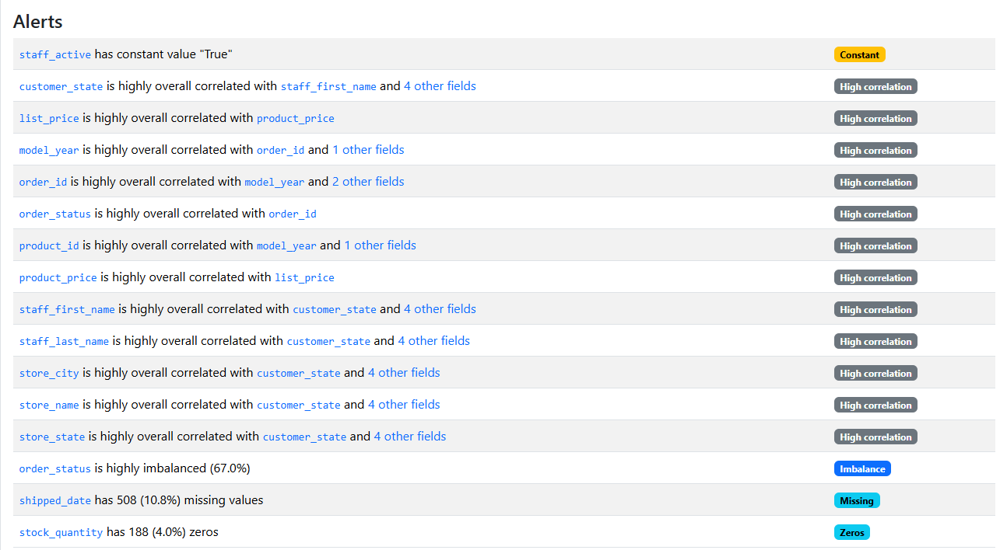 Alerts
staff_active has constant value "True" Constant
customer_state is highly overall correlated with staff_first_name and 4 other fields High correlation
list_price is highly overall correlated with product_price High correlation
model_year is highly overall correlated with order_id and 1 other fields High correlation
order_id is highly overall correlated with model_year and 2 other fields High correlation
order_status is highly overall correlated with order_id High correlation
product_id is highly overall correlated with model_year and 1 other fields High correlation
product_price is highly overall correlated with list_price High correlation
staff_first_name is highly overall correlated with customer_state and 4 other fields High correlation
staff_last_name is highly overall correlated with customer_state and 4 other fields High correlation
store_city is highly overall correlated with customer_state and 4 other fields High correlation
store_name is highly overall correlated with customer_state and 4 other fields High correlation
store_state is highly overall correlated with customer_state and 4 other fields High correlation
order_status is highly imbalanced (67.0%) Imbalance
shipped_date has 508 (10.8%) missing values Missing
stock_quantity has 188 (4.0%) zeros Zeros